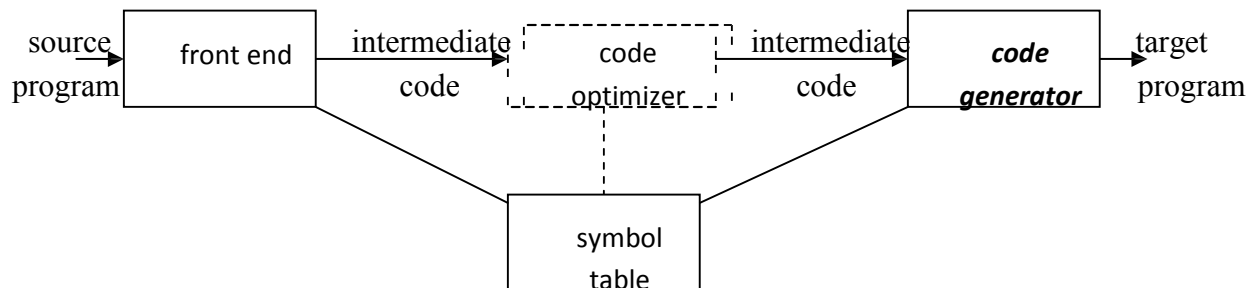 source
program
front end
intermediate
code
code
optimizer
intermediate
code
code
generator
target
program
symbol
table